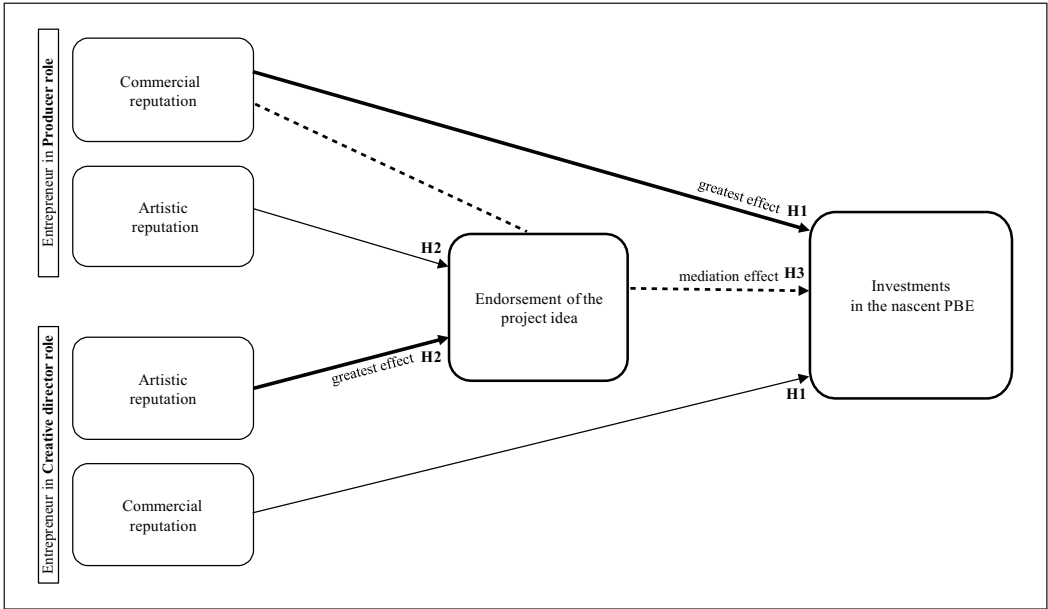 Entrepreneur in Producer role
Commercial
reputation
Artistic
reputation
greatest effect H1
H2
Endorsement of the
project idea
mediation effect H3
Investments
in the nascent PBE
Entrepreneur in Creative director role
Artistic
reputation
greatest effect H2
H1
Commercial
reputation